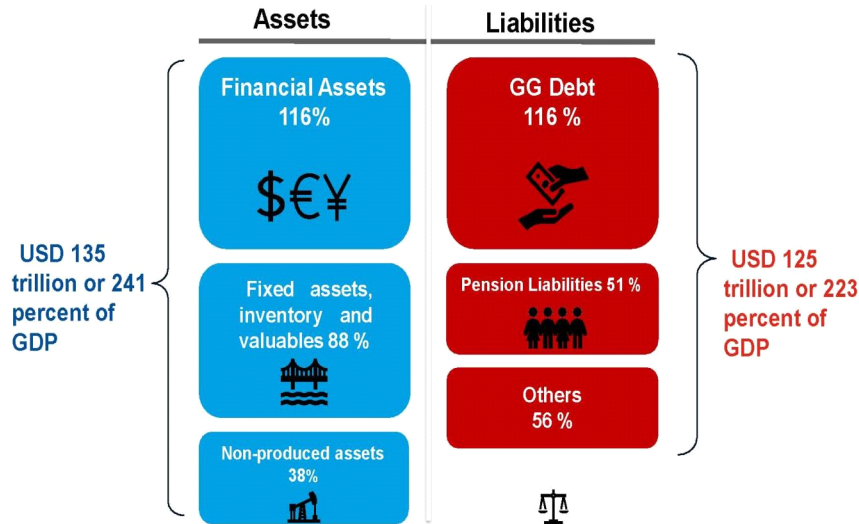 Assets
Liabilities
Financial Assets
116%
$€¥
GG Debt
116 %
USD 135
trillion or 241
percent of
GDP
Fixed assets,
inventory and
valuables 88 %
Pension Liabilities 51 %
USD 125
trillion or 223
percent of
GDP
Others
56 %
Non-produced assets
38%